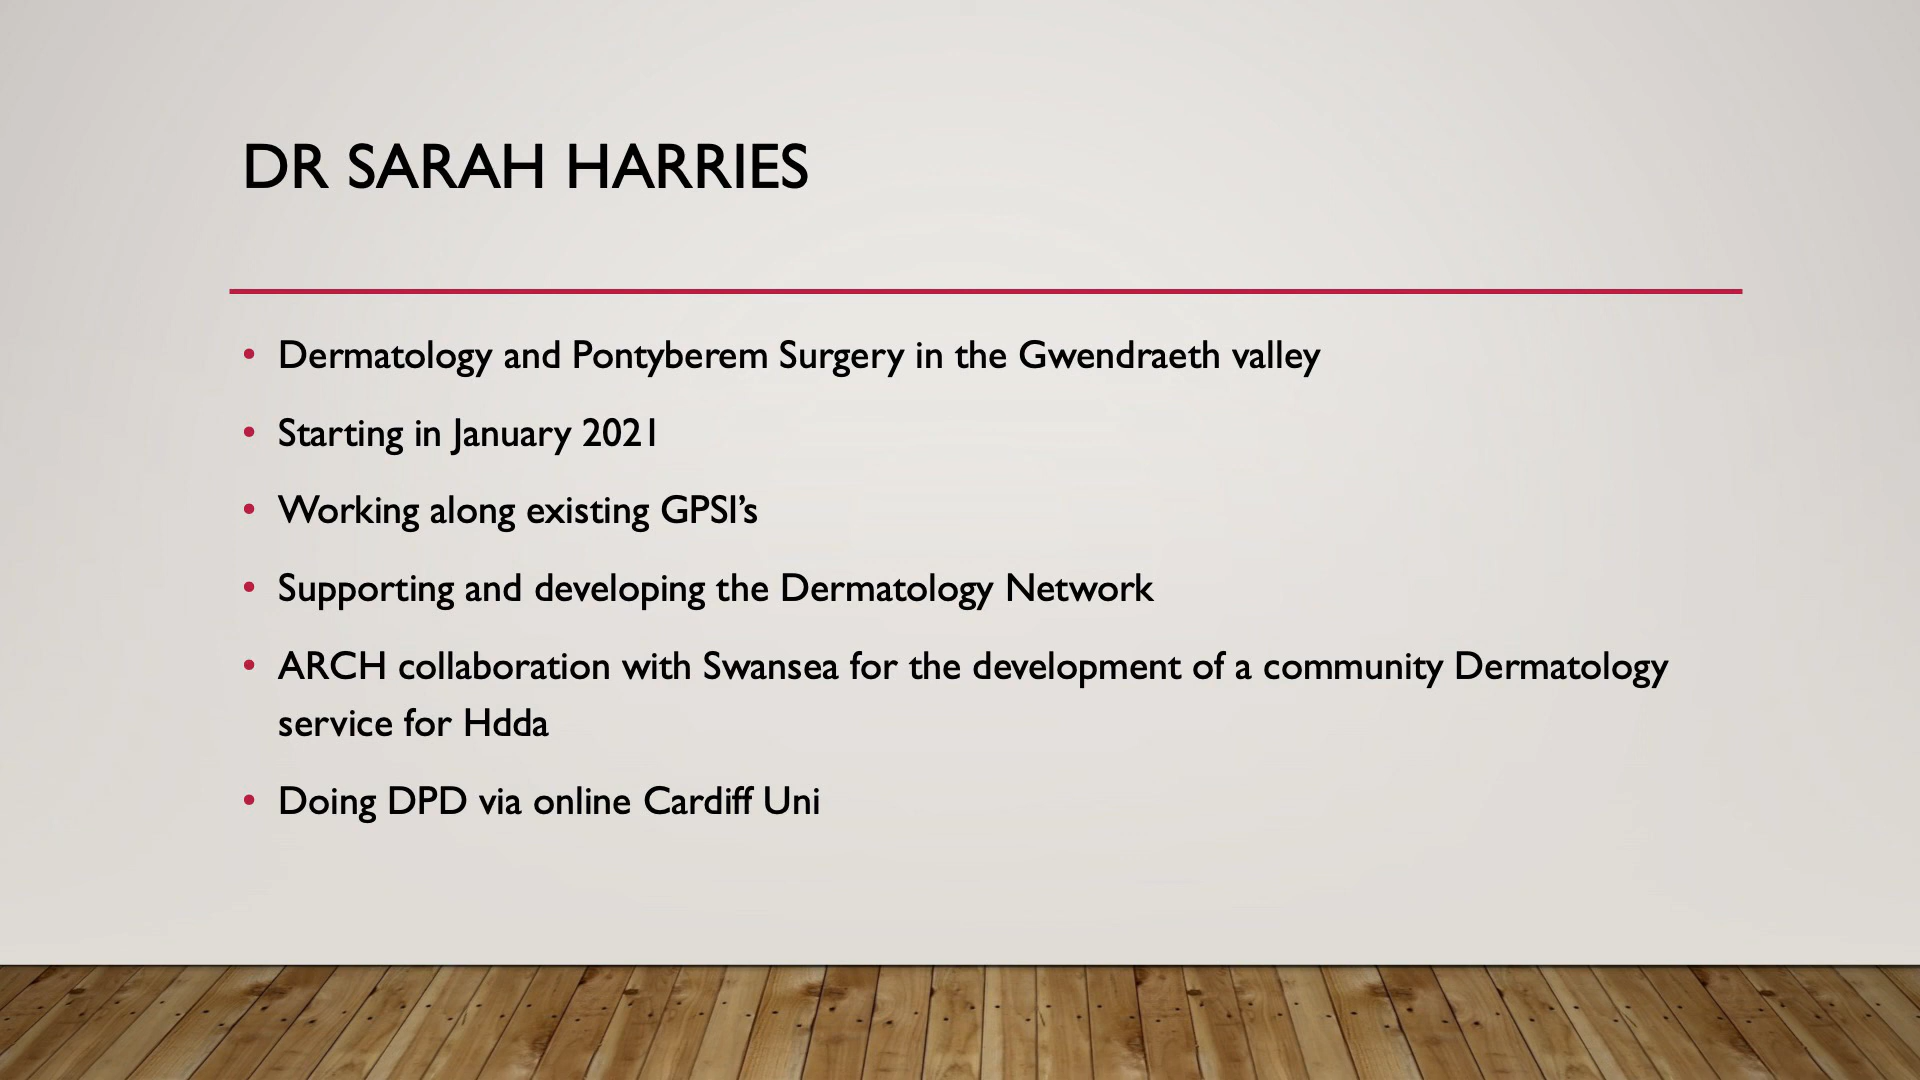 DR SARAH HARRIES
• Dermatology and Pontyberem Surgery in the Gwendraeth valley
• Starting in January 2021
• Working along existing GPSI’s
• Supporting and developing the Dermatology Network
• ARCH collaboration with Swansea for the development of a community Dermatology
service for Hdda
• Doing DPD via online Cardiff Uni